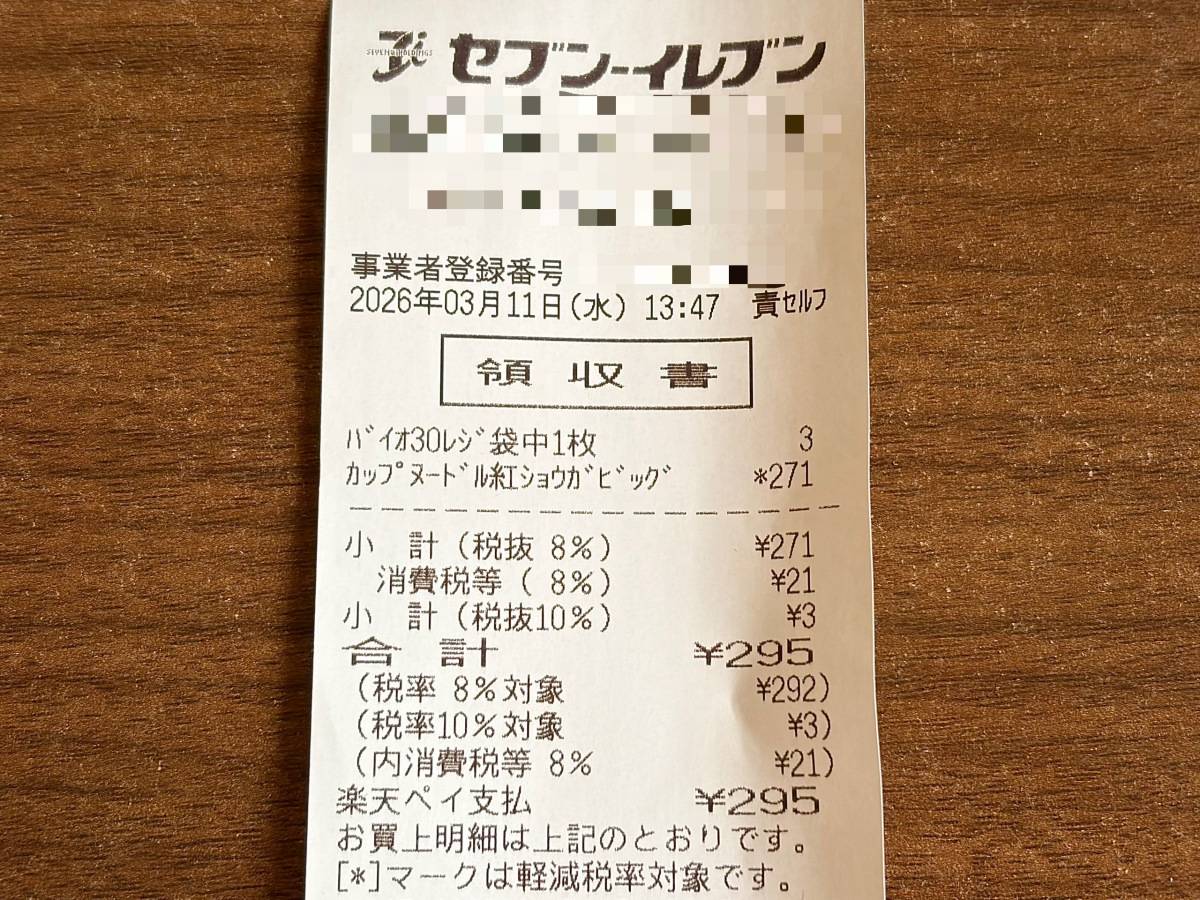 SEVEN&i HOLDINGS セブン-イレブン
事業者登録番号
2026年03月11日(水) 13:47 責セルフ
領収書
バイオ30レジ袋中1枚 3
カップヌードル紅ショウガビッグ *271
小 計(税抜 8%) ¥271
消費税等( 8%) ¥21
小 計(税抜10%) ¥3
合 計 ¥295
(税率 8%対象 ¥292)
(税率10%対象 ¥3)
(内消費税等 8% ¥21)
楽天ペイ支払 ¥295
お買上明細は上記のとおりです。
[*]マークは軽減税率対象です。